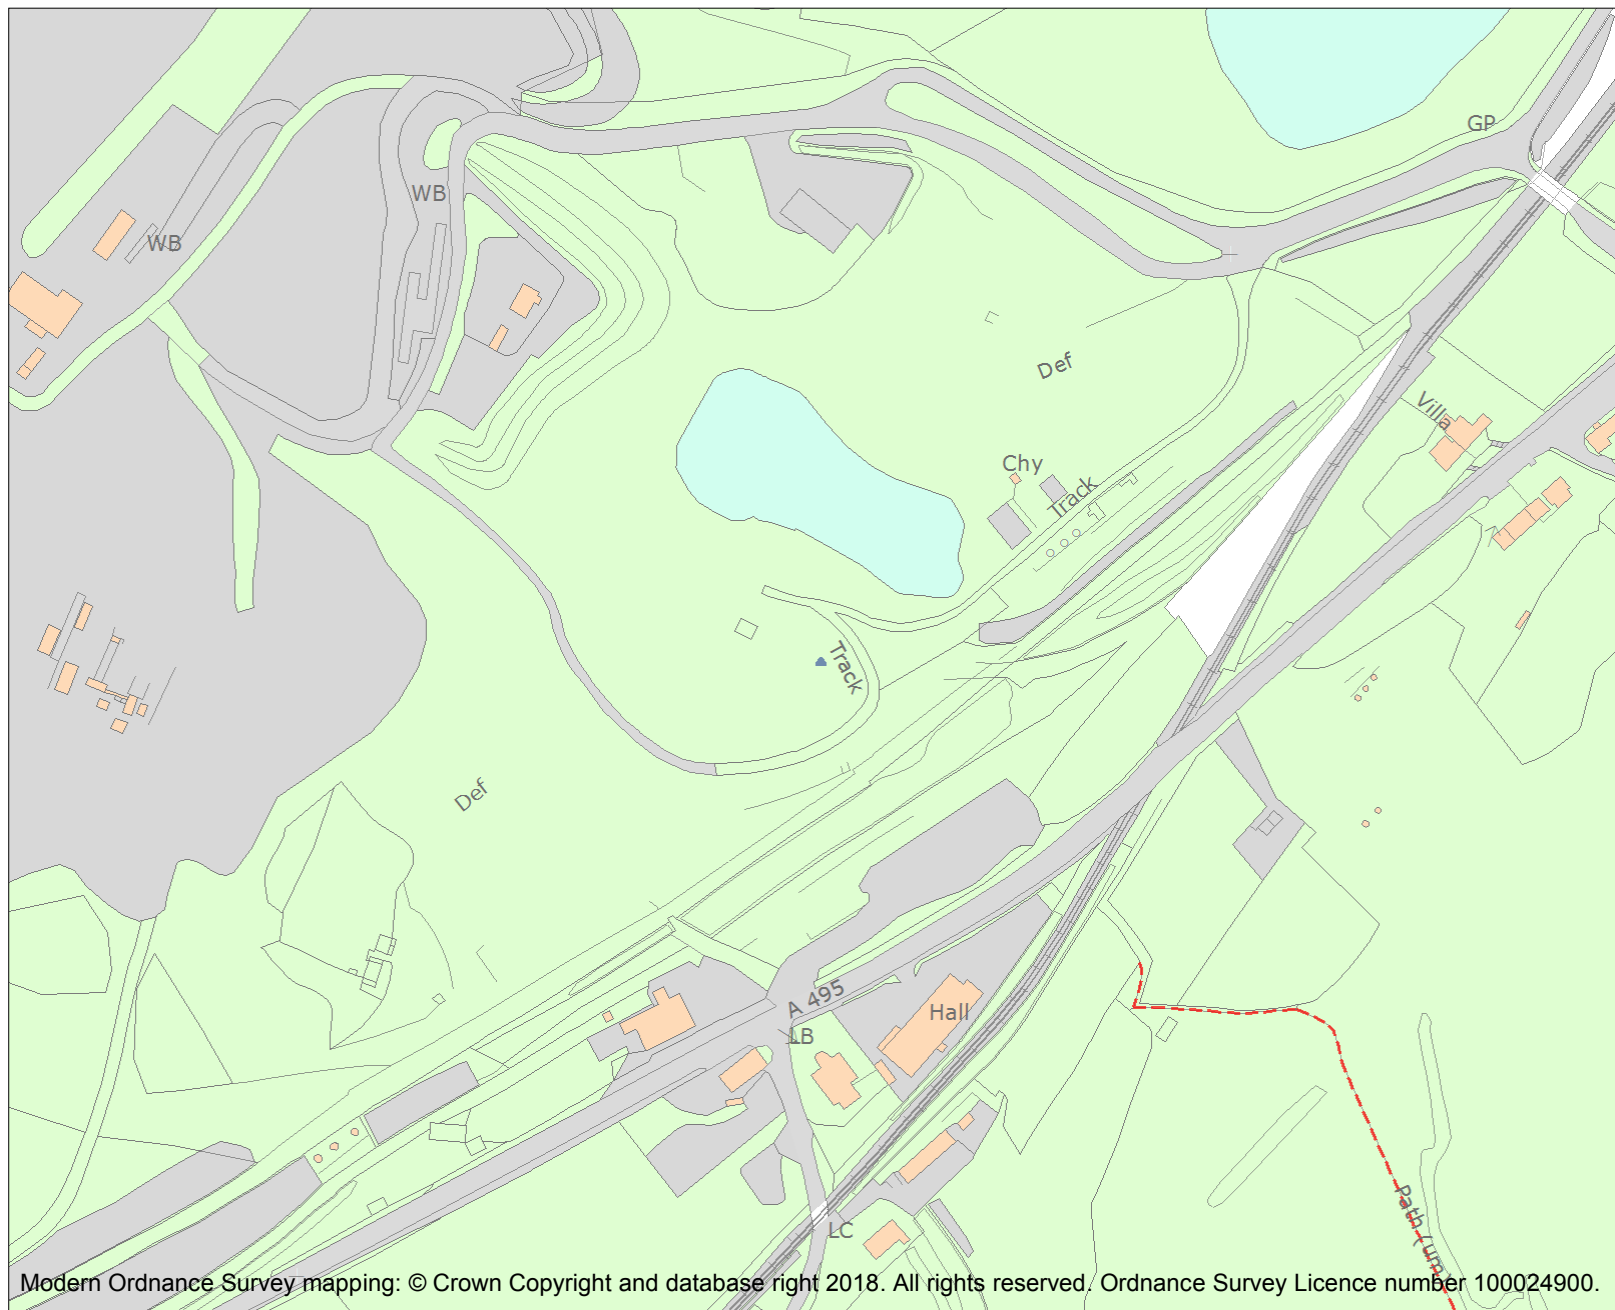 GP
WB
WB
Def
Villa
Chy
Track
Track
Def
A 495
Hall
LB
Path (um)
LC
Modern Ordnance Survey mapping: © Crown Copyright and database right 2018. All rights reserved. Ordnance Survey Licence number 100024900.